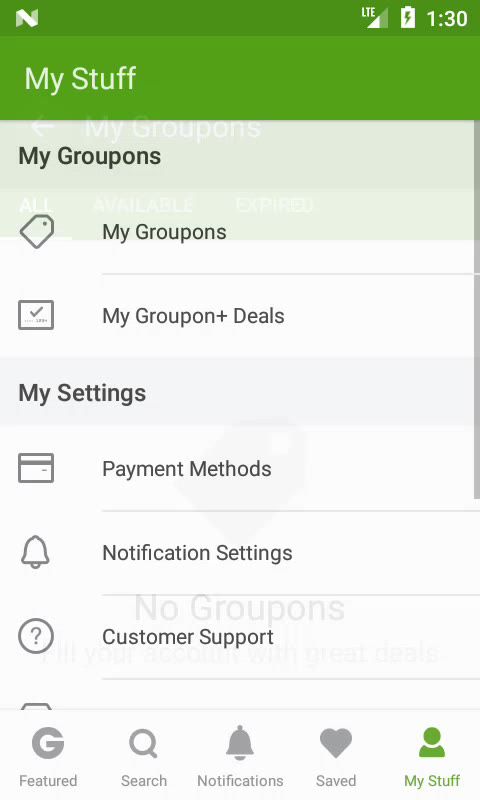 LTE
1:30
My Stuff
My Groupons
My Groupons
ALL AVAILABLE EXPIRED
My Groupons
My Groupon+ Deals
My Settings
Payment Methods
Notification Settings
No Groupons
Customer Support
Fill your account with great deals
Featured
Search
Notifications
Saved
My Stuff